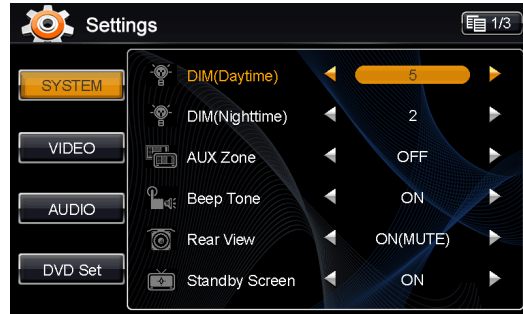 Settings 1/3
SYSTEM
VIDEO
AUDIO
DVD Set
DIM(Daytime) 5
DIM(Nighttime) 2
AUX Zone OFF
Beep Tone ON
Rear View ON(MUTE)
Standby Screen ON